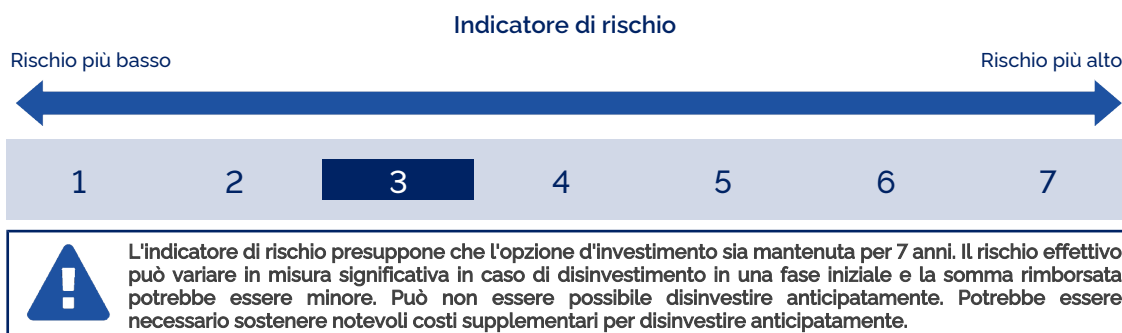 Indicatore di rischio
Rischio più basso Rischio più alto
1 2 3 4 5 6 7
L'indicatore di rischio presuppone che l'opzione d'investimento sia mantenuta per 7 anni. Il rischio effettivo
può variare in misura significativa in caso di disinvestimento in una fase iniziale e la somma rimborsata
potrebbe essere minore. Può non essere possibile disinvestire anticipatamente. Potrebbe essere
necessario sostenere notevoli costi supplementari per disinvestire anticipatamente.